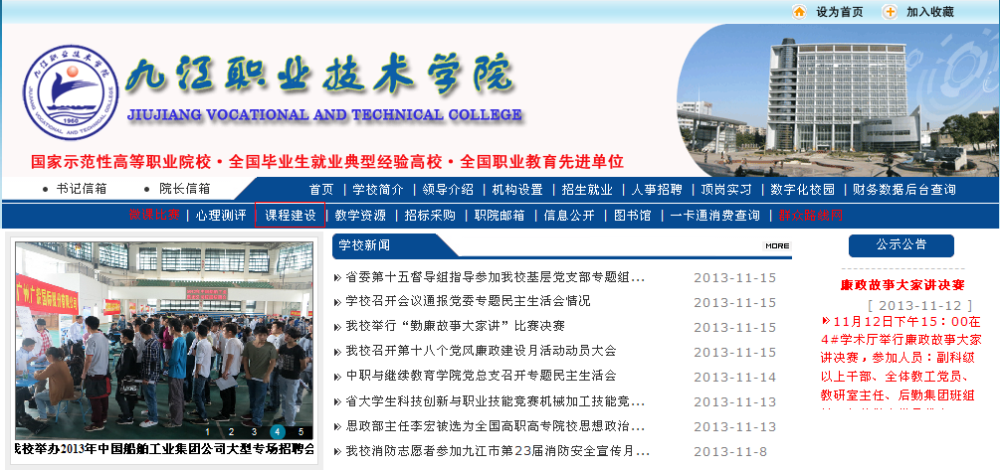 设为首页 加入收藏
九江职业技术学院
JIUJIANG VOCATIONAL AND TECHNICAL COLLEGE
九江职业技术学院
JIUJIANG VOCATIONAL AND TECHNICAL COLLEGE
1960
国家示范性高等职业院校·全国毕业生就业典型经验高校·全国职业教育先进单位
• 书记信箱 • 院长信箱
首页 | 学校简介 | 领导介绍 | 机构设置 | 招生就业 | 人事招聘 | 顶岗实习 | 数字化校园 | 财务数据后台查询
微课比赛 | 心理测评 | 课程建设 | 教学资源 | 招标采购 | 职院邮箱 | 信息公开 | 图书馆 | 一卡通消费查询 | 群众路线网
广州广船国际股份有限公司
1 2 3 4 5
我校举办2013年中国船舶工业集团公司大型专场招聘会
学校新闻 MORE
省委第十五督导组指导参加我校基层党支部专题组... 2013-11-15
学校召开会议通报党委专题民主生活会情况 2013-11-15
我校举行“勤廉故事大家讲”比赛决赛 2013-11-15
我校召开第十八个党风廉政建设月活动动员大会 2013-11-15
中职与继续教育学院党总支召开专题民主生活会 2013-11-14
省大学生科技创新与职业技能竞赛机械加工技能竞... 2013-11-13
思政部主任李宏被选为全国高职高专院校思想政治... 2013-11-13
我校消防志愿者参加九江市第23届消防安全宣传月... 2013-11-8
公示公告
廉政故事大家讲决赛
[ 2013-11-12 ]
11月12日下午15：00在
4#学术厅举行廉政故事大家
讲决赛，参加人员：副科级
以上干部、全体教工党员、
教研室主任、后勤集团班组